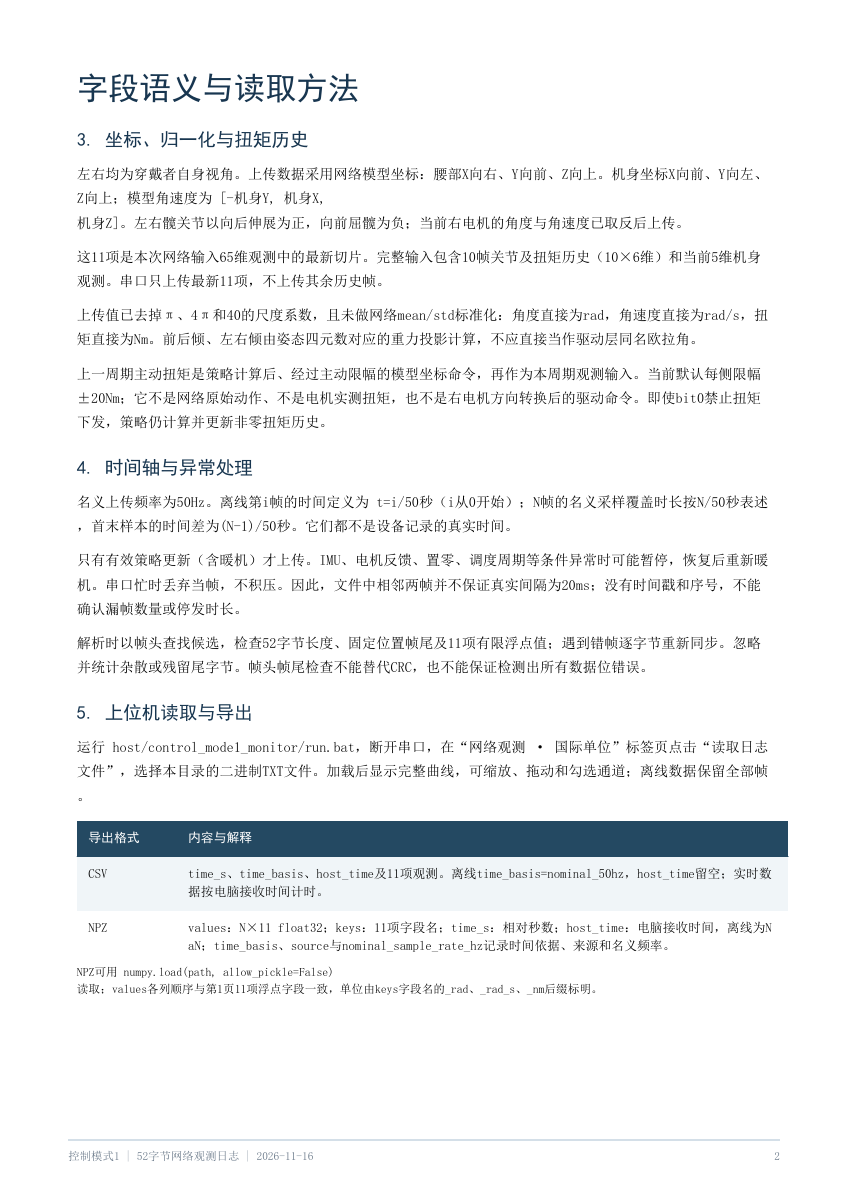 字段语义与读取方法
3. 坐标、归一化与扭矩历史
左右均为穿戴者自身视角。上传数据采用网络模型坐标：腰部X向右、Y向前、Z向上。机身坐标X向前、Y向左、
Z向上；模型角速度为 [-机身Y, 机身X,
机身Z]。左右髋关节以向后伸展为正，向前屈髋为负；当前右电机的角度与角速度已取反后上传。
这11项是本次网络输入65维观测中的最新切片。完整输入包含10帧关节及扭矩历史（10×6维）和当前5维机身
观测。串口只上传最新11项，不上传其余历史帧。
上传值已去掉π、4π和40的尺度系数，且未做网络mean/std标准化：角度直接为rad，角速度直接为rad/s，扭
矩直接为Nm。前后倾、左右倾由姿态四元数对应的重力投影计算，不应直接当作驱动层同名欧拉角。
上一周期主动扭矩是策略计算后、经过主动限幅的模型坐标命令，再作为本周期观测输入。当前默认每侧限幅
±20Nm；它不是网络原始动作、不是电机实测扭矩，也不是右电机方向转换后的驱动命令。即使bit0禁止扭矩
下发，策略仍计算并更新非零扭矩历史。
4. 时间轴与异常处理
名义上传频率为50Hz。离线第i帧的时间定义为 t=i/50秒（i从0开始）；N帧的名义采样覆盖时长按N/50秒表述
，首末样本的时间差为(N-1)/50秒。它们都不是设备记录的真实时间。
只有有效策略更新（含暖机）才上传。IMU、电机反馈、置零、调度周期等条件异常时可能暂停，恢复后重新暖
机。串口忙时丢弃当帧，不积压。因此，文件中相邻两帧并不保证真实间隔为20ms；没有时间戳和序号，不能
确认漏帧数量或停发时长。
解析时以帧头查找候选，检查52字节长度、固定位置帧尾及11项有限浮点值；遇到错帧逐字节重新同步。忽略
并统计杂散或残留尾字节。帧头帧尾检查不能替代CRC，也不能保证检测出所有数据位错误。
5. 上位机读取与导出
运行 host/control_mode1_monitor/run.bat，断开串口，在“网络观测 · 国际单位”标签页点击“读取日志
文件”，选择本目录的二进制TXT文件。加载后显示完整曲线，可缩放、拖动和勾选通道；离线数据保留全部帧
。
导出格式 内容与解释
CSV time_s、time_basis、host_time及11项观测。离线time_basis=nominal_50hz，host_time留空；实时数
据按电脑接收时间计时。
NPZ values：N×11 float32；keys：11项字段名；time_s：相对秒数；host_time：电脑接收时间，离线为N
aN；time_basis、source与nominal_sample_rate_hz记录时间依据、来源和名义频率。
NPZ可用 numpy.load(path, allow_pickle=False)
读取；values各列顺序与第1页11项浮点字段一致，单位由keys字段名的_rad、_rad_s、_nm后缀标明。
控制模式1 | 52字节网络观测日志 | 2026-11-16 2